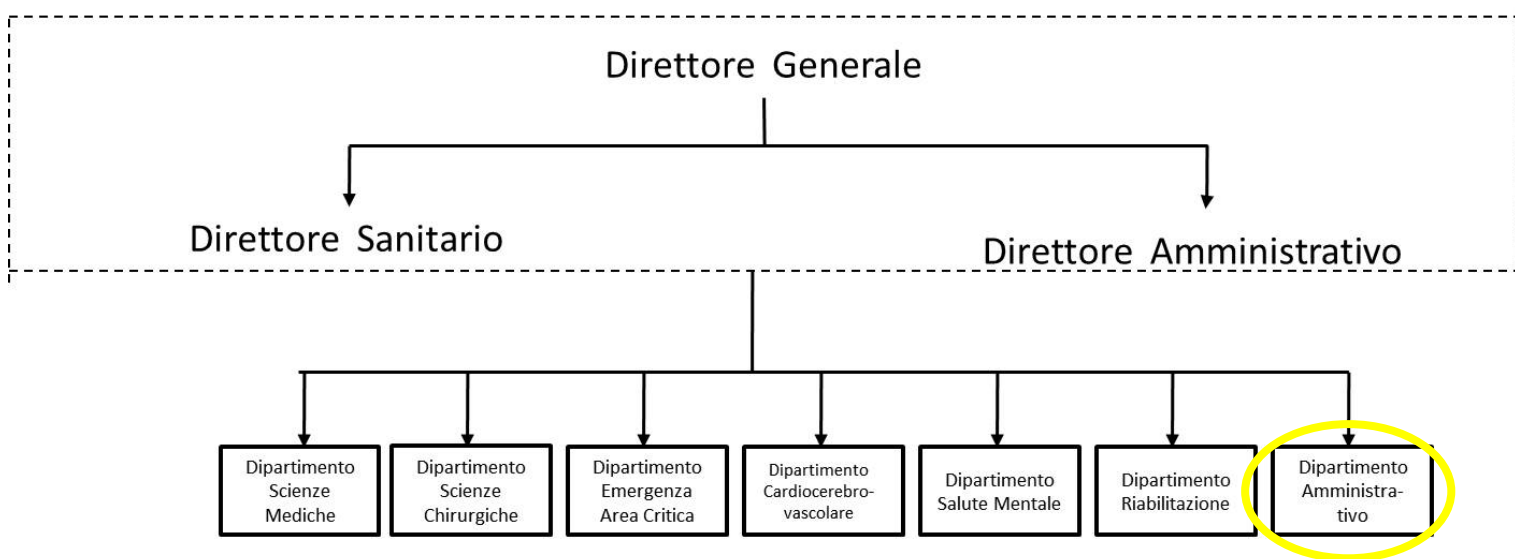 Direttore Generale
Direttore Sanitario
Direttore Amministrativo
Dipartimento
Scienze
Mediche
Dipartimento
Scienze
Chirurgiche
Dipartimento
Emergenza
Area Critica
Dipartimento
Cardiocerebro-
vascolare
Dipartimento
Salute Mentale
Dipartimento
Riabilitazione
Dipartimento
Amministra-
tivo